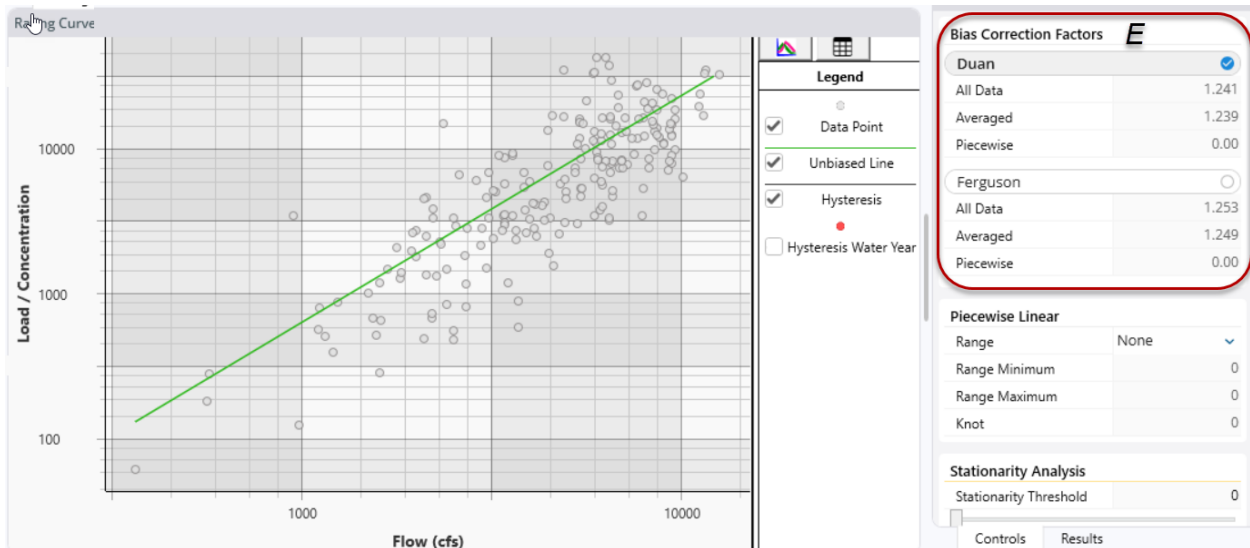 Rating Curve
Load / Concentration
10000
1000
100
1000
10000
Flow (cfs)
Legend
Data Point
Unbiased Line
Hysteresis
Hysteresis Water Year
Bias Correction Factors
E
Duan
All Data 1.241
Averaged 1.239
Piecewise 0.00
Ferguson
All Data 1.253
Averaged 1.249
Piecewise 0.00
Piecewise Linear
Range None
Range Minimum 0
Range Maximum 0
Knot 0
Stationarity Analysis
Stationarity Threshold 0
Controls
Results